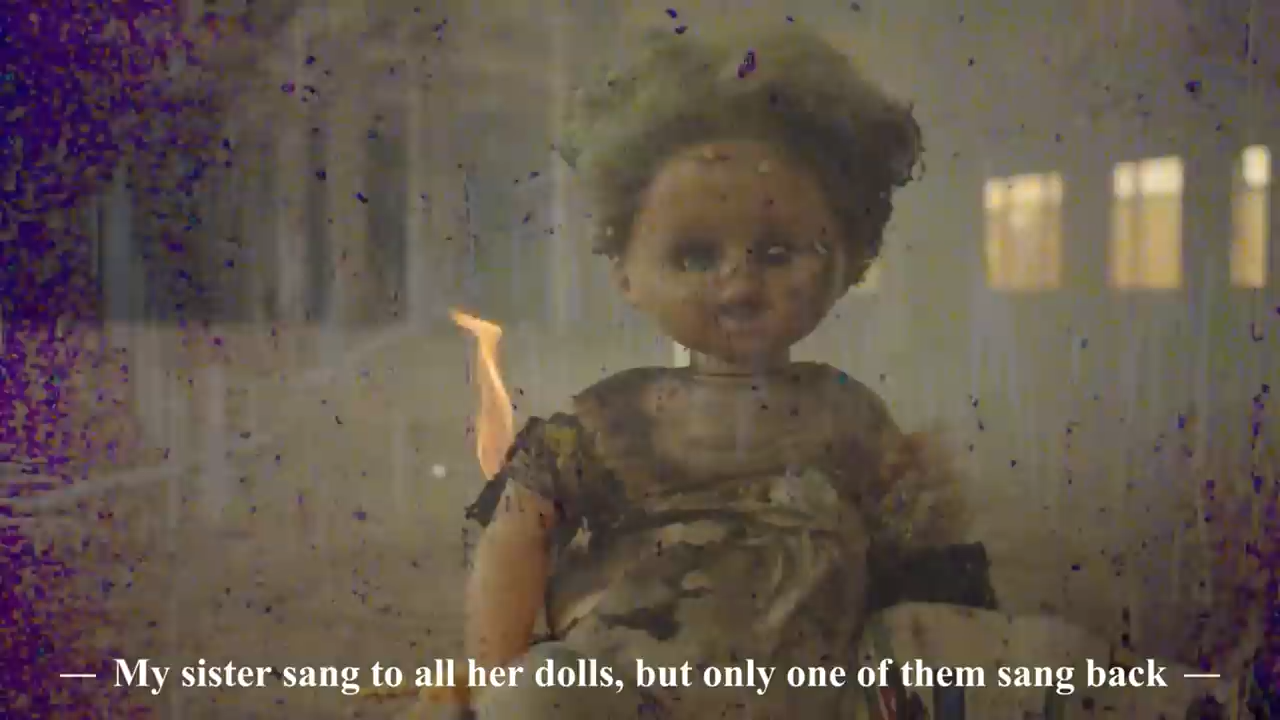 — My sister sang to all her dolls, but only one of them sang back —